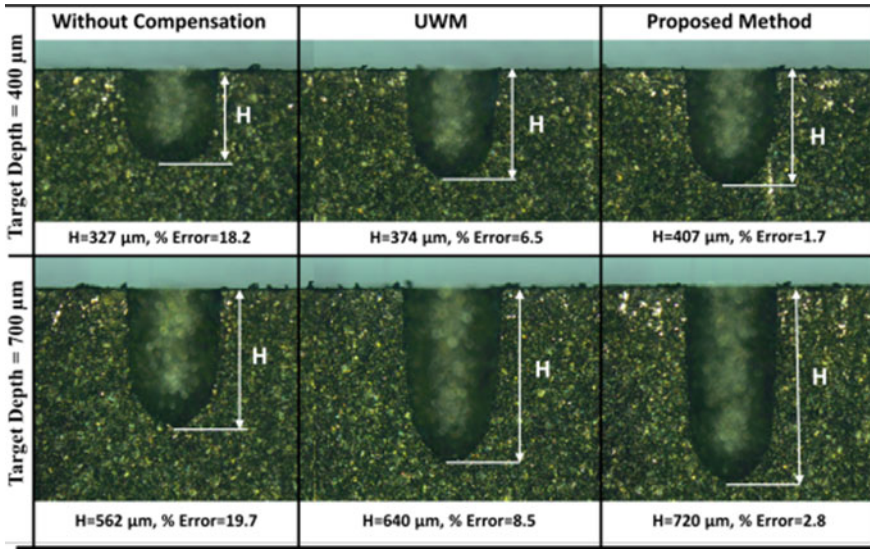 Without Compensation UWM Proposed Method
Target Depth = 400 µm
H H H
H=327 µm, % Error=18.2 H=374 µm, % Error=6.5 H=407 µm, % Error=1.7
Target Depth = 700 µm
H H H
H=562 µm, % Error=19.7 H=640 µm, % Error=8.5 H=720 µm, % Error=2.8